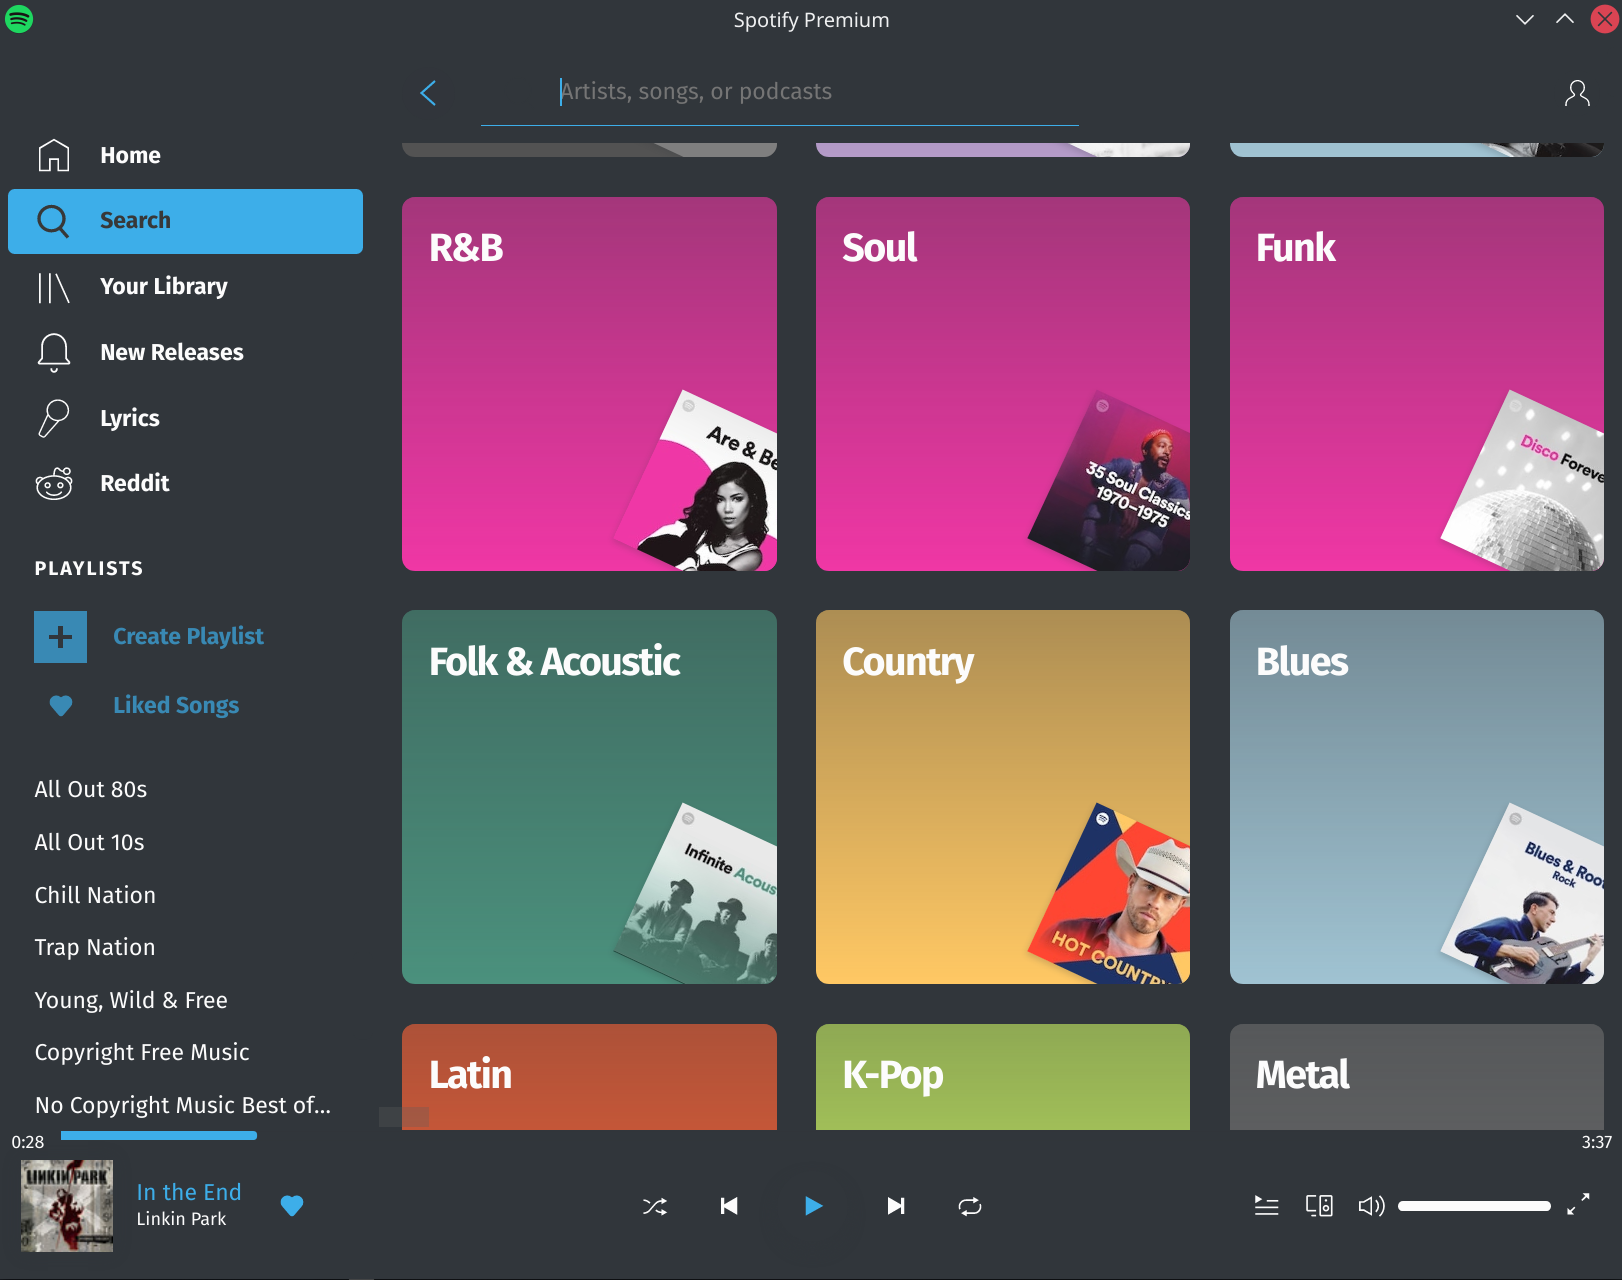 Spotify Premium
Artists, songs, or podcasts
Home
Search
Your Library
New Releases
Lyrics
Reddit
PLAYLISTS
Create Playlist
Liked Songs
All Out 80s
All Out 10s
Chill Nation
Trap Nation
Young, Wild & Free
Copyright Free Music
No Copyright Music Best of...
R&B
Are & Be
Soul
35 Soul Classics
1970–1975
Funk
Disco Foreve
Folk & Acoustic
Infinite Acous
Country
HOT COUNTRY
Blues
Blues & Root
Rock
Latin
K-Pop
Metal
0:28
3:37
LINKIN PARK
In the End
Linkin Park